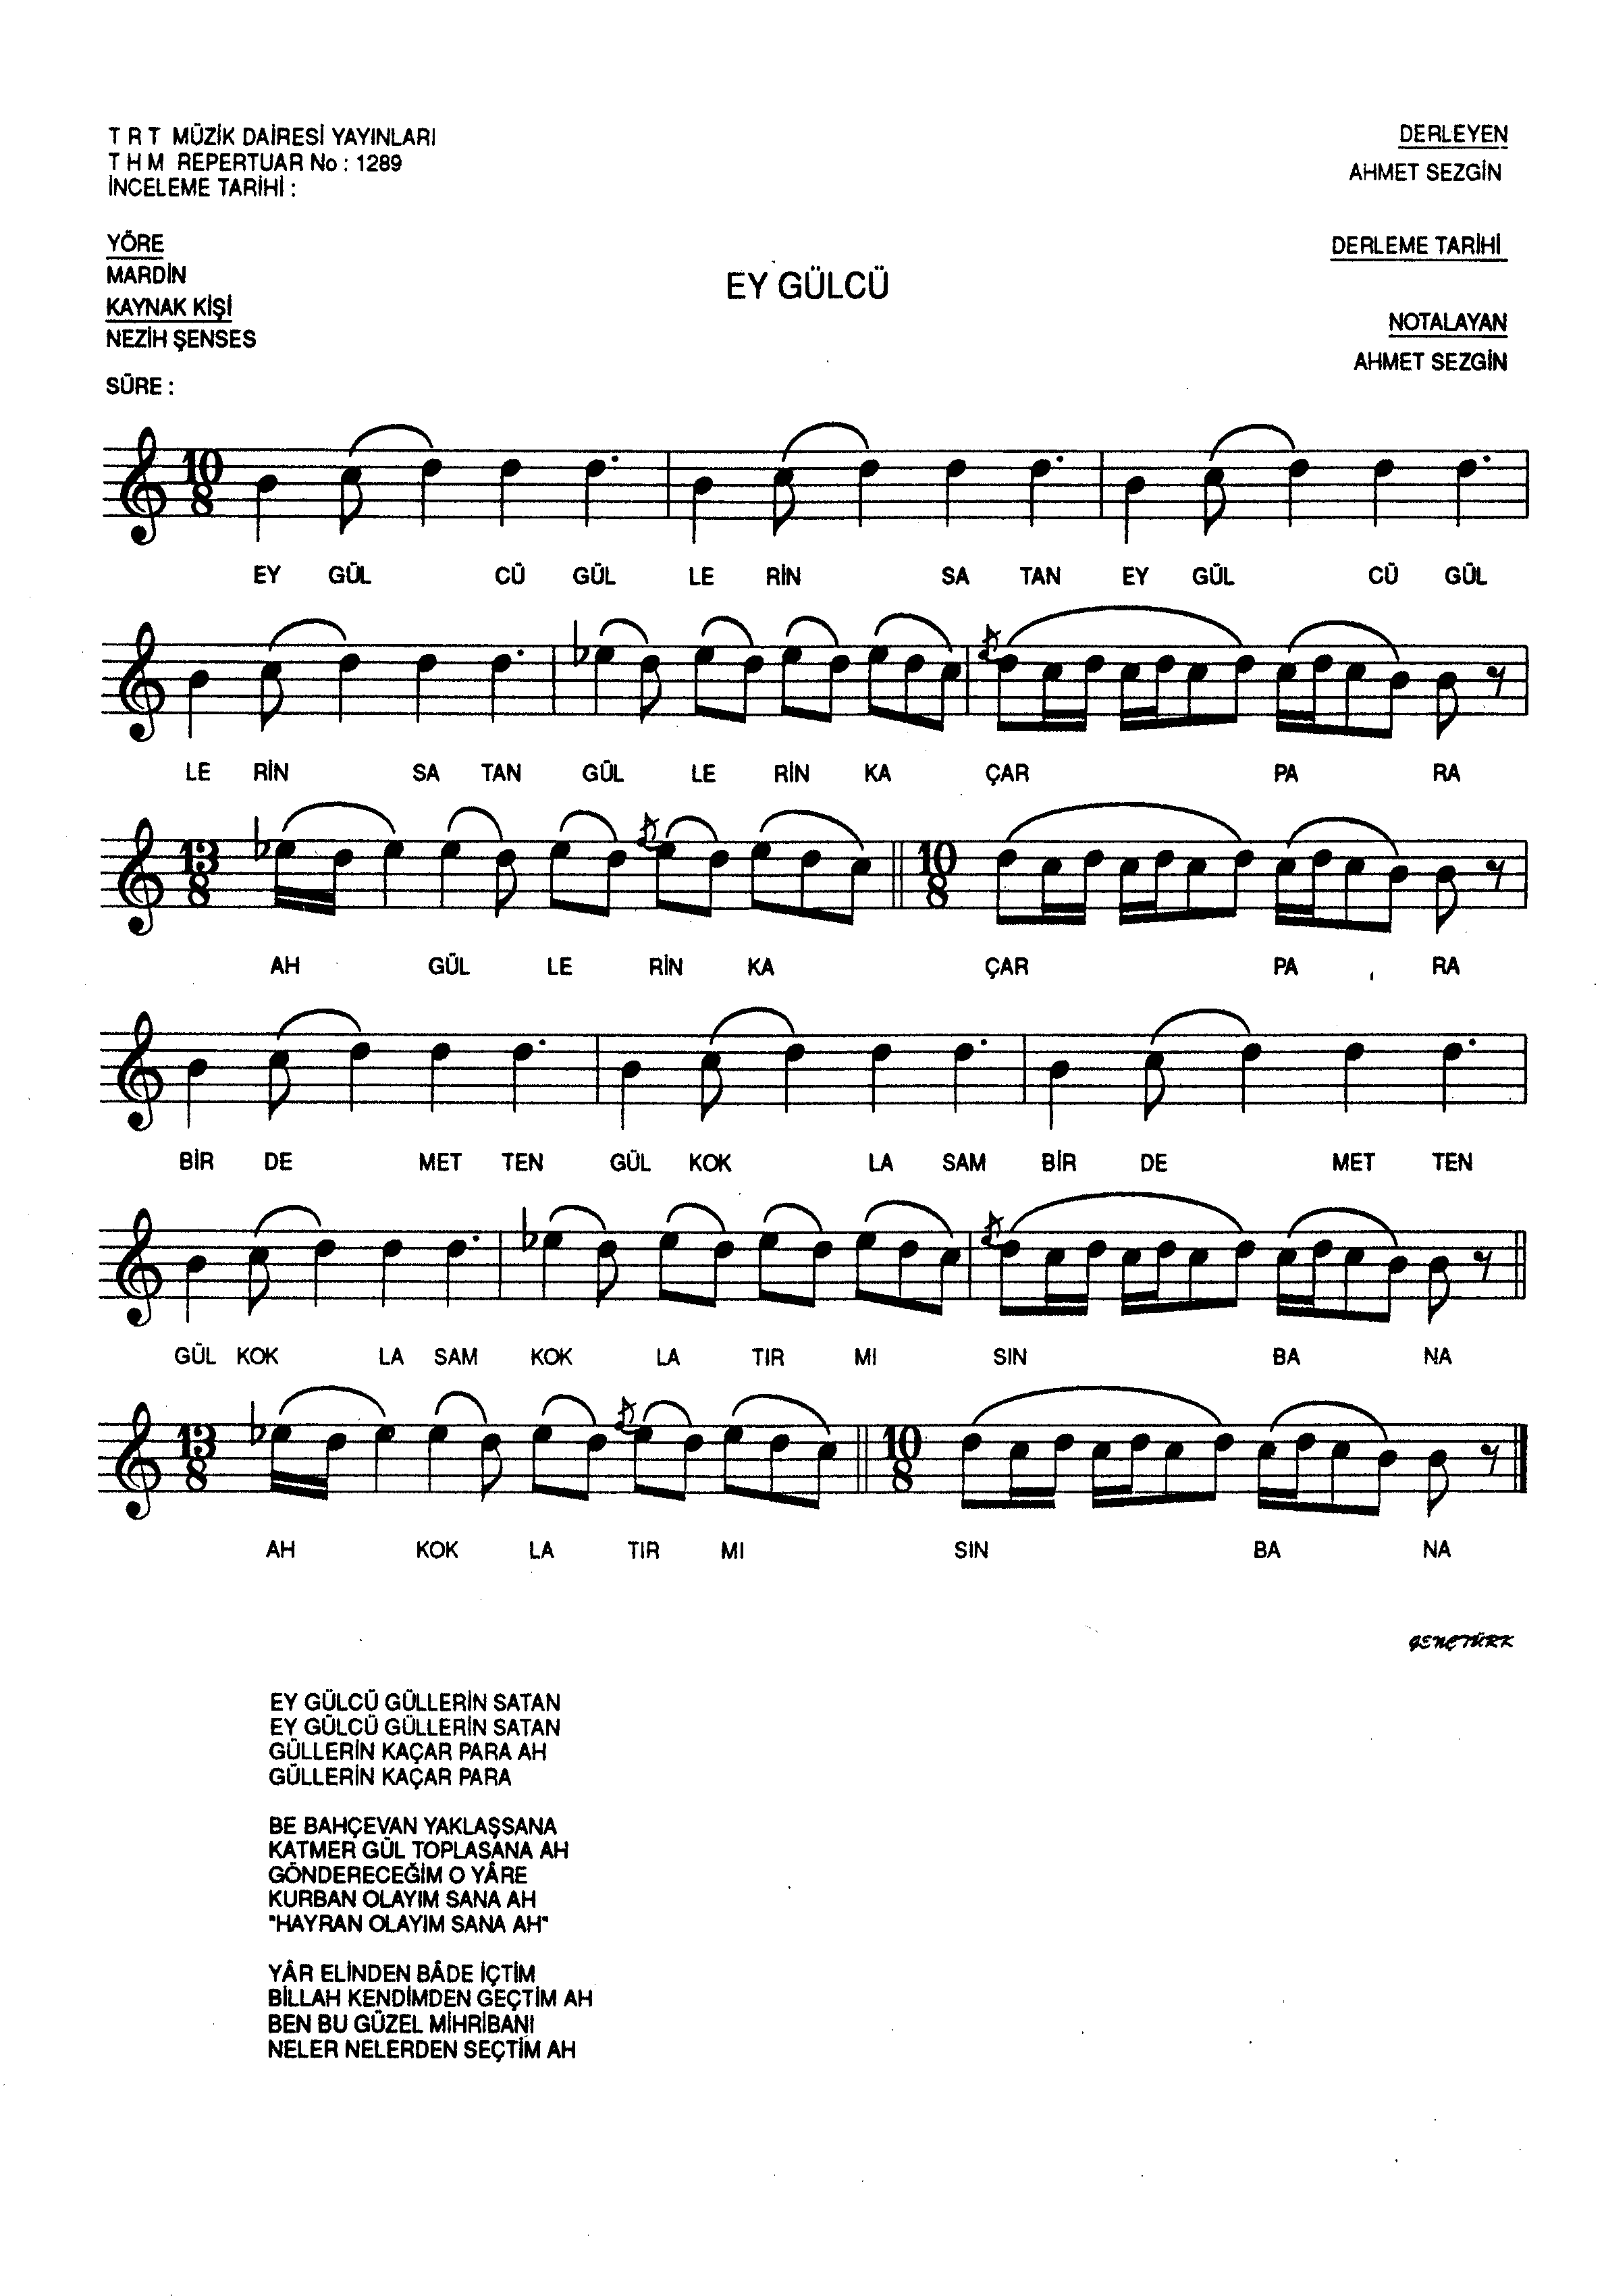 T R T MÜZİK DAİRESİ YAYINLARI
T H M REPERTUAR No : 1289
İNCELEME TARİHİ :
DERLEYEN
AHMET SEZGİN
YÖRE
MARDİN
KAYNAK KİŞİ
NEZİH ŞENSES
SÜRE :
EY GÜLCÜ
DERLEME TARİHİ
NOTALAYAN
AHMET SEZGİN
10 8
EY GÜL CÜ GÜL LE RİN SA TAN EY GÜL CÜ GÜL
LE RİN SA TAN GÜL LE RİN KA ÇAR PA RA
13 8 10 8
AH GÜL LE RİN KA ÇAR PA RA
BİR DE MET TEN GÜL KOK LA SAM BİR DE MET TEN
GÜL KOK LA SAM KOK LA TIR MI SIN BA NA
13 8 10 8
AH KOK LA TIR MI SIN BA NA
GENÇTÜRK
EY GÜLCÜ GÜLLERİN SATAN
EY GÜLCÜ GÜLLERİN SATAN
GÜLLERİN KAÇAR PARA AH
GÜLLERİN KAÇAR PARA
BE BAHÇEVAN YAKLAŞSANA
KATMER GÜL TOPLASANA AH
GÖNDERECEĞİM O YÂRE
KURBAN OLAYIM SANA AH
"HAYRAN OLAYIM SANA AH"
YÂR ELİNDEN BÂDE İÇTİM
BİLLAH KENDİMDEN GEÇTİM AH
BEN BU GÜZEL MİHRİBANI
NELER NELERDEN SEÇTİM AH